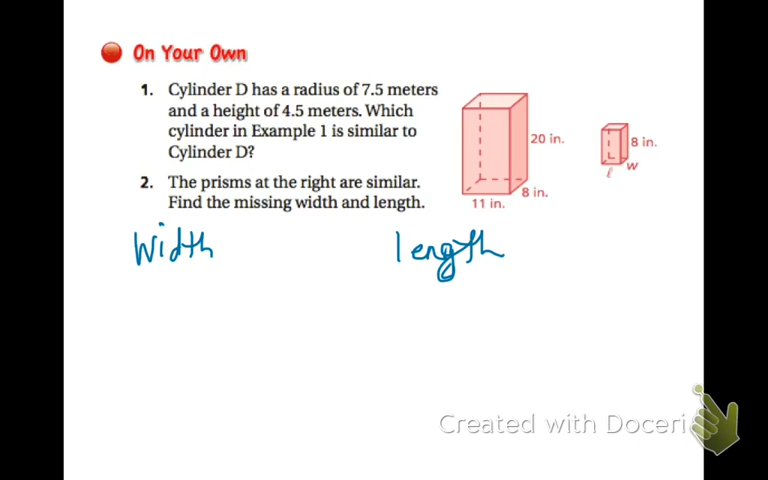 On Your Own
1. Cylinder D has a radius of 7.5 meters
and a height of 4.5 meters. Which
cylinder in Example 1 is similar to
Cylinder D?
2. The prisms at the right are similar.
Find the missing width and length.
20 in.
8 in.
11 in.
8 in.
w
ℓ
Width
length
Created with Doceri